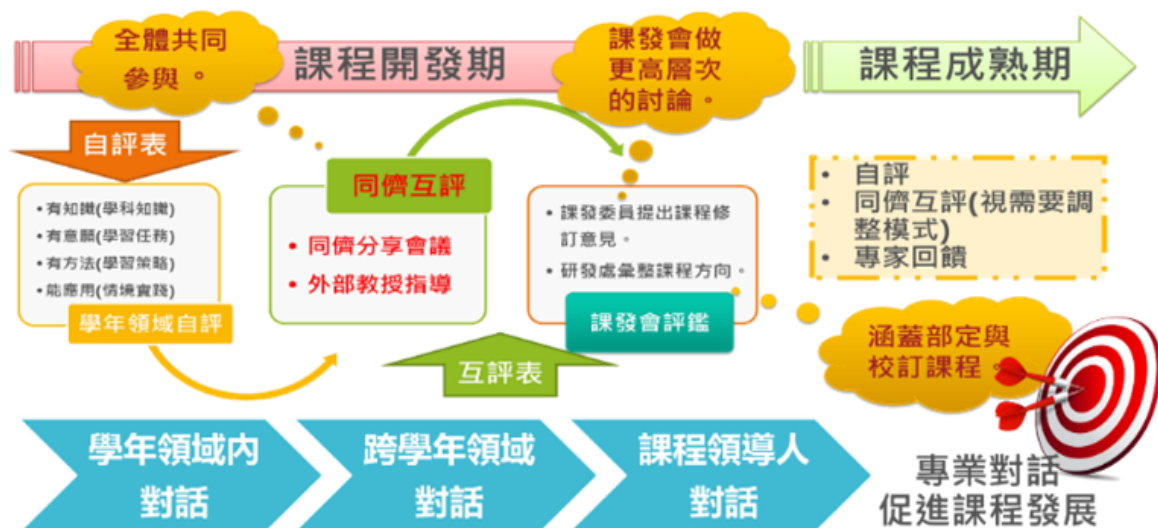 全體共同
參與。
課程開發期
課發會做
更高層次
的討論。
課程成熟期
自評表
• 有知識(學科知識)
• 有意願(學習任務)
• 有方法(學習策略)
• 能應用(情境實踐)
學年領域自評
同儕互評
• 同儕分享會議
• 外部教授指導
• 課發委員提出課程修
訂意見。
• 研發處彙整課程方向。
課發會評鑑
互評表
• 自評
• 同儕互評(視需要調
整模式)
• 專家回饋
涵蓋部定與
校訂課程。
學年領域內
對話
跨學年領域
對話
課程領導人
對話
專業對話
促進課程發展